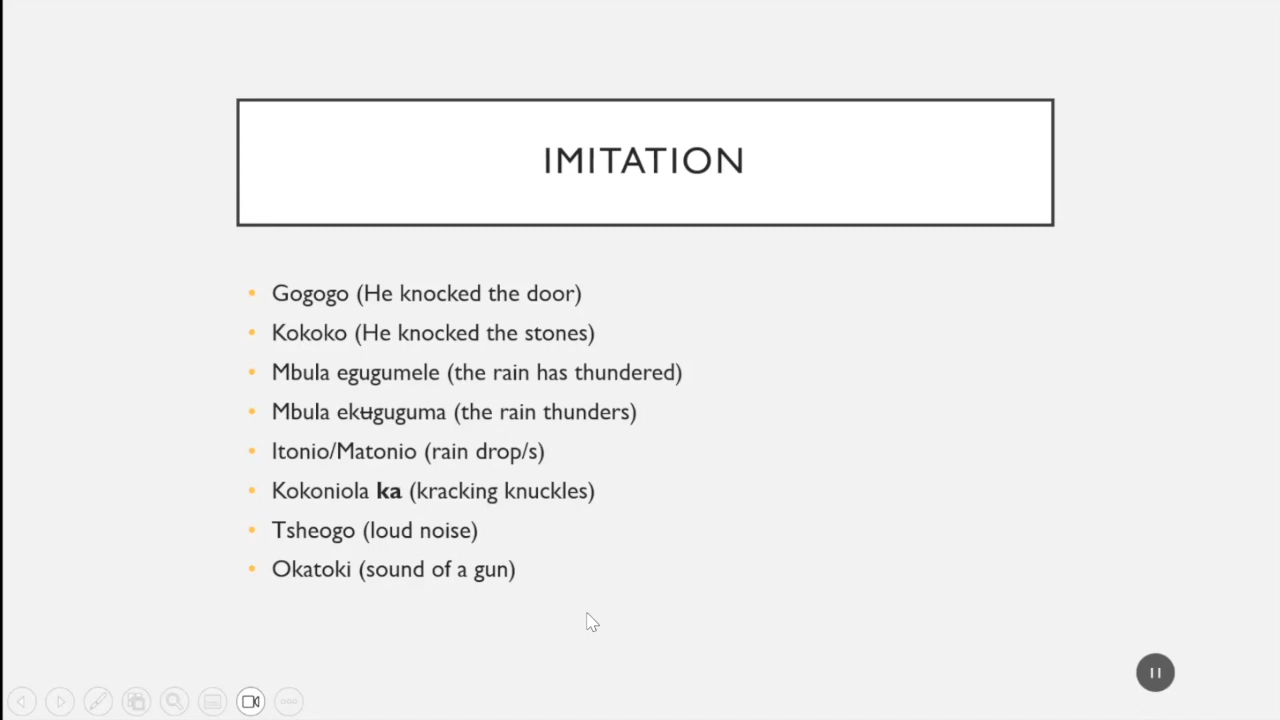 IMITATION
Gogogo (He knocked the door)
Kokoko (He knocked the stones)
Mbula egugumele (the rain has thundered)
Mbula ekʉguguma (the rain thunders)
Itonio/Matonio (rain drop/s)
Kokoniola ka (kracking knuckles)
Tsheogo (loud noise)
Okatoki (sound of a gun)